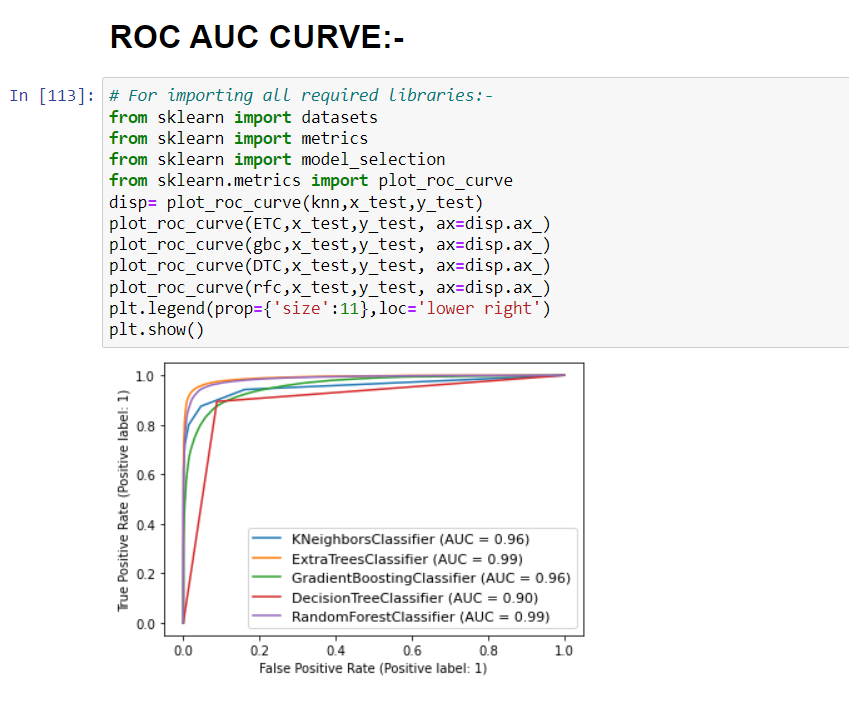 ROC AUC CURVE:-
In [113]:
# For importing all required libraries:-
from sklearn import datasets
from sklearn import metrics
from sklearn import model_selection
from sklearn.metrics import plot_roc_curve
disp= plot_roc_curve(knn,x_test,y_test)
plot_roc_curve(ETC,x_test,y_test, ax=disp.ax_)
plot_roc_curve(gbc,x_test,y_test, ax=disp.ax_)
plot_roc_curve(DTC,x_test,y_test, ax=disp.ax_)
plot_roc_curve(rfc,x_test,y_test, ax=disp.ax_)
plt.legend(prop={'size':11},loc='lower right')
plt.show()
True Positive Rate (Positive label: 1)
1.0
0.8
0.6
0.4
0.2
0.0
KNeighborsClassifier (AUC = 0.96)
ExtraTreesClassifier (AUC = 0.99)
GradientBoostingClassifier (AUC = 0.96)
DecisionTreeClassifier (AUC = 0.90)
RandomForestClassifier (AUC = 0.99)
0.0 0.2 0.4 0.6 0.8 1.0
False Positive Rate (Positive label: 1)